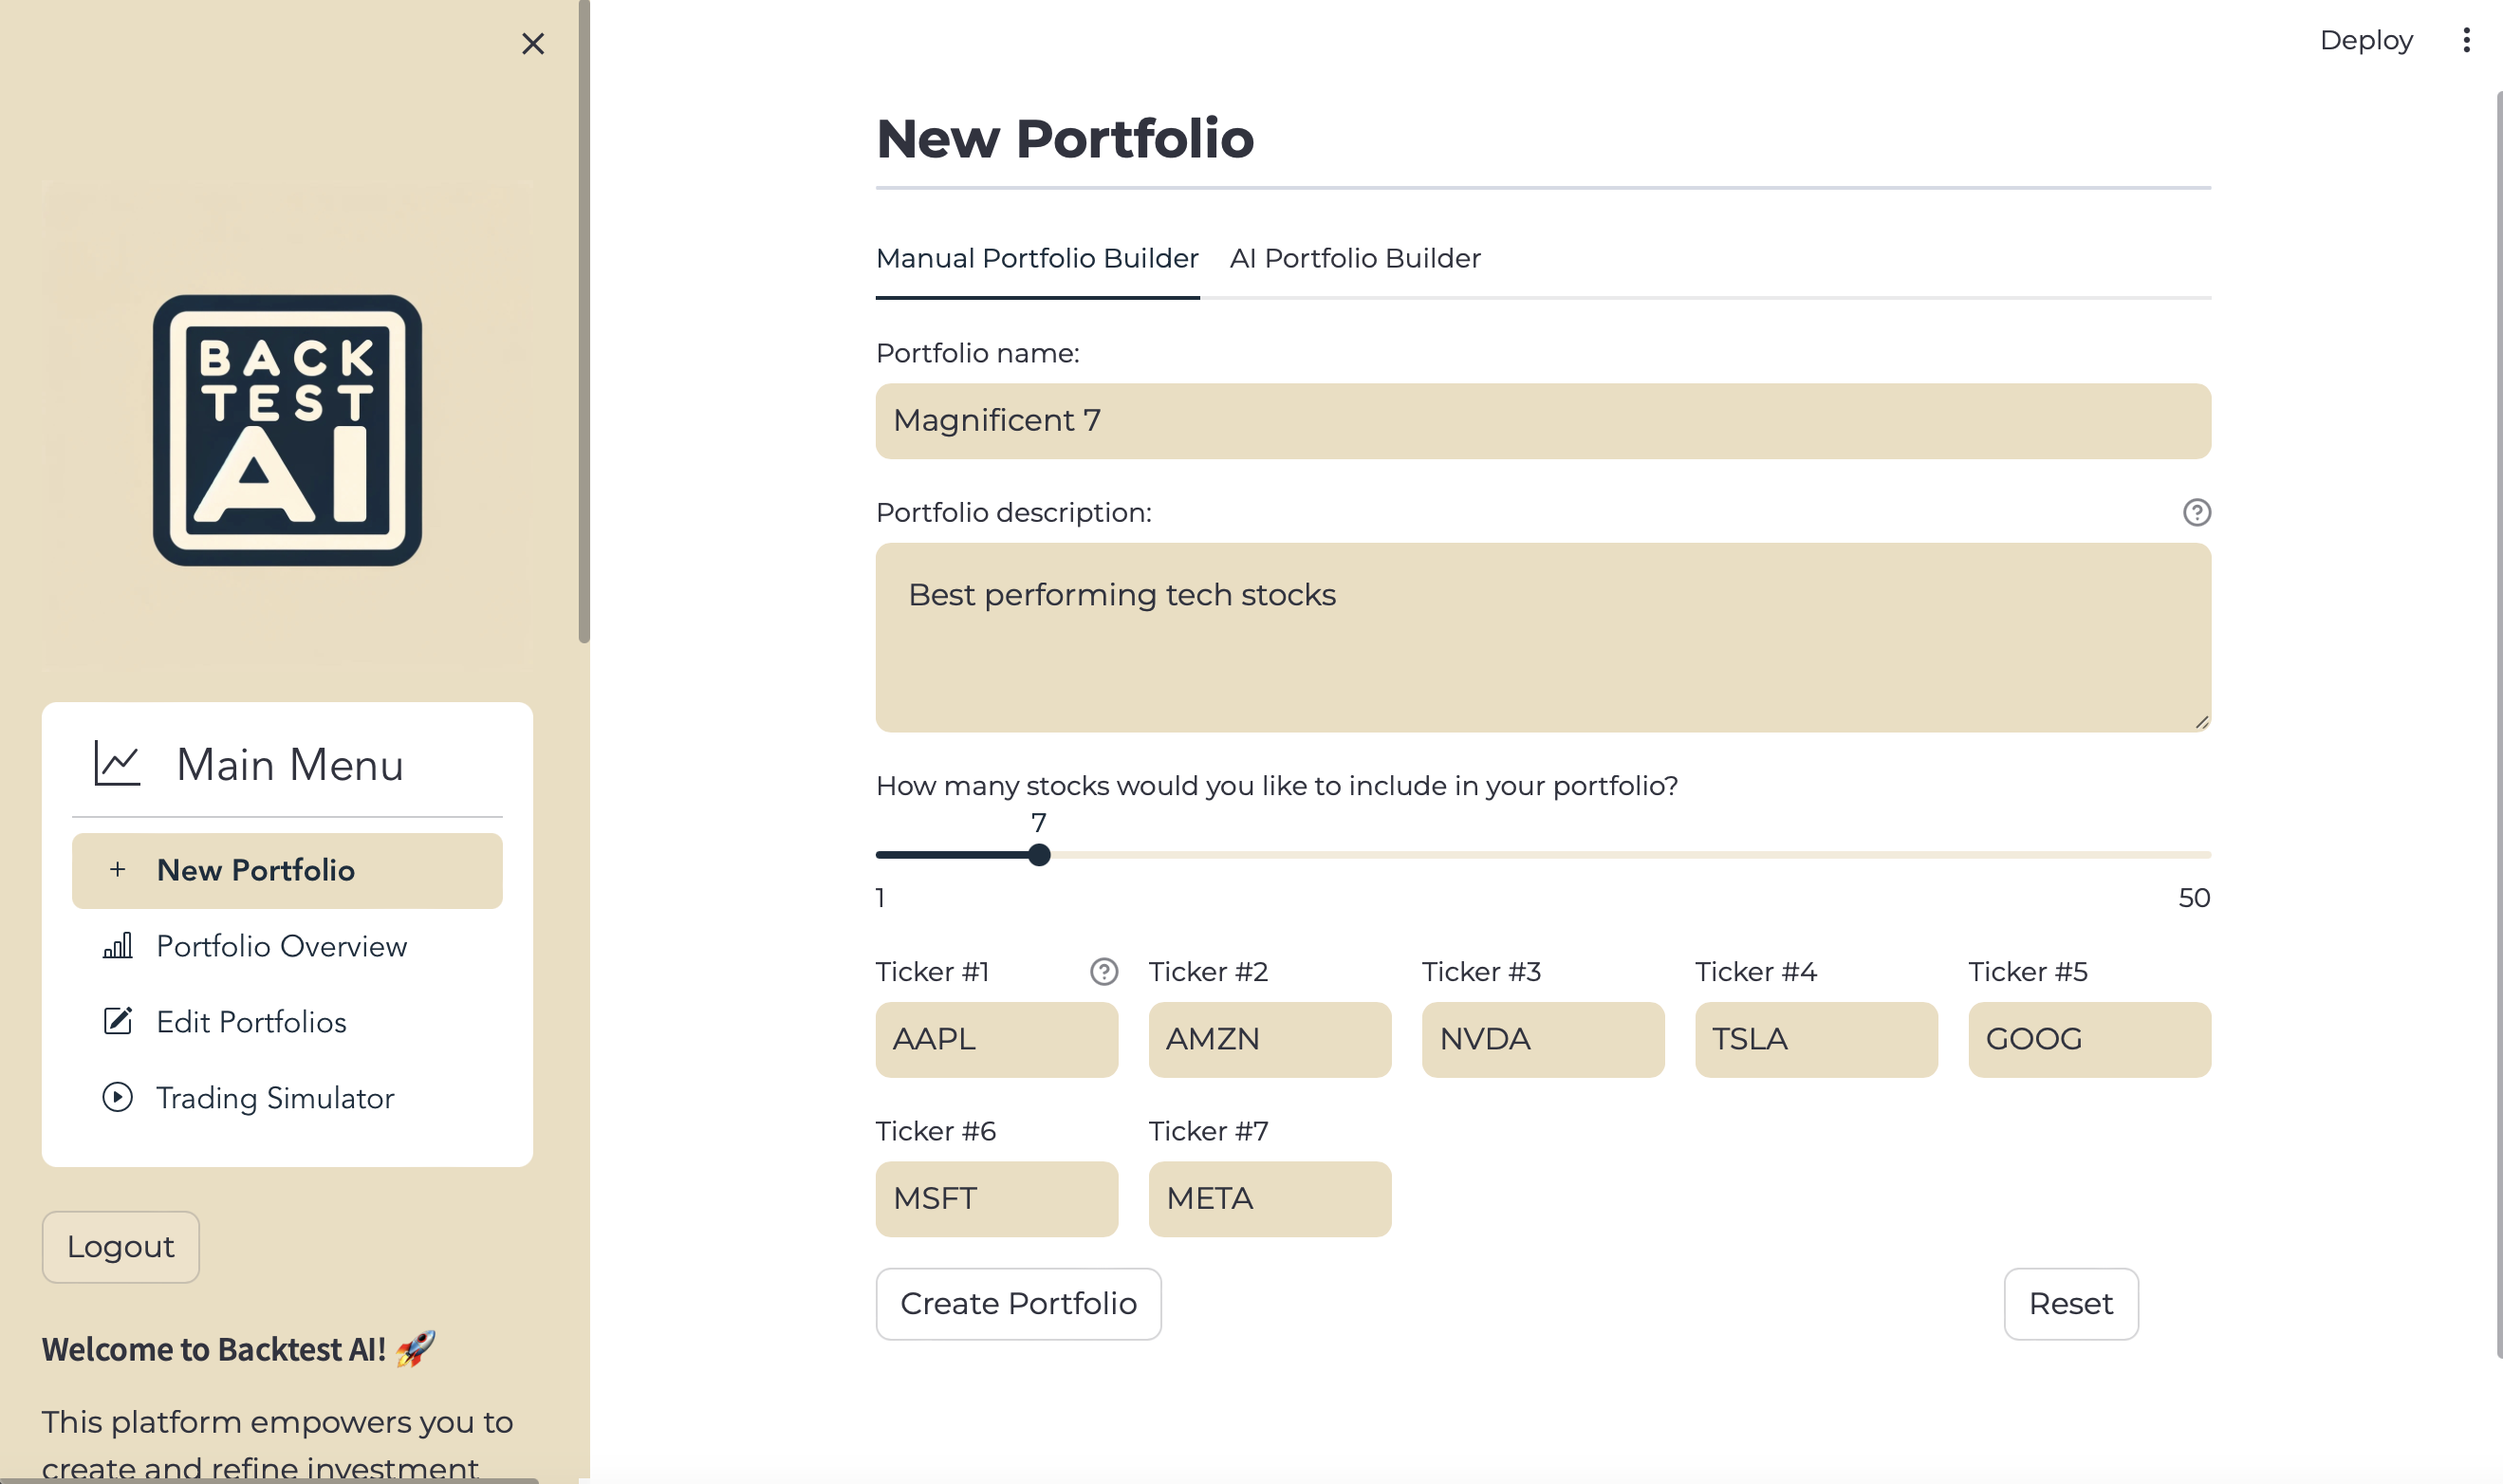 BACK
TEST
AI
Main Menu
New Portfolio
Portfolio Overview
Edit Portfolios
Trading Simulator
Logout
Welcome to Backtest AI! 🚀
This platform empowers you to
create and refine investment
Deploy
New Portfolio
Manual Portfolio Builder AI Portfolio Builder
Portfolio name:
Magnificent 7
Portfolio description:
Best performing tech stocks
How many stocks would you like to include in your portfolio?
7
1 50
Ticker #1 Ticker #2 Ticker #3 Ticker #4 Ticker #5
AAPL AMZN NVDA TSLA GOOG
Ticker #6 Ticker #7
MSFT META
Create Portfolio Reset